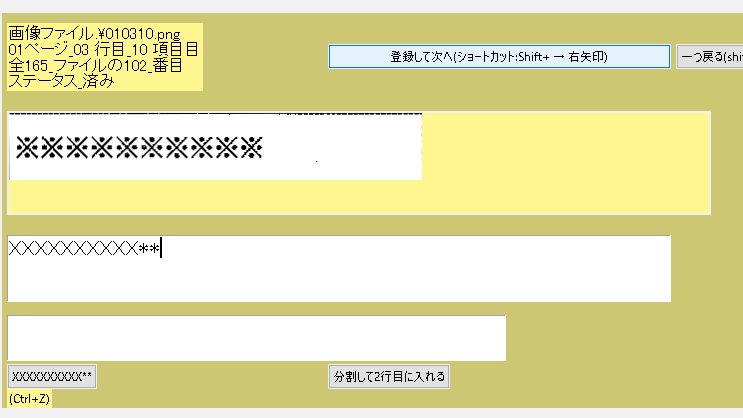 画像ファイル.¥010310.png
01ページ_03 行目_10 項目目
全165_ファイルの102_番目
ステータス_済み
登録して次へ(ショートカット:Shift+ → 右矢印)
一つ戻る(shi
※※※※※※※※※※
XXXXXXXXXX**
XXXXXXXXXX**
分割して2行目に入れる
(Ctrl+Z)